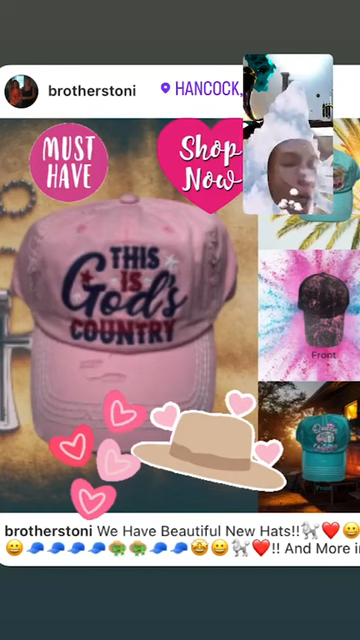 brotherstoni
HANCOCK,
MUST
HAVE
Shop
Now
THIS
IS
God's
COUNTRY
Front
brotherstoni We Have Beautiful New Hats!!🐩❤️😀
😀🧢🧢🧢🧢👒👒🧢🧢🤩😀🐩❤️!! And More i